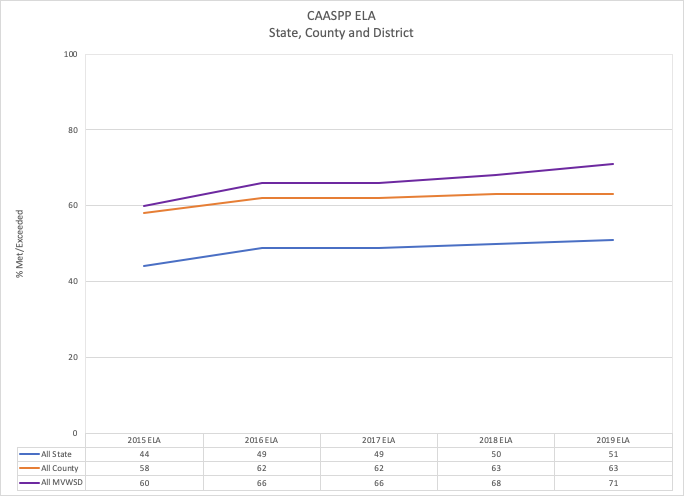 CAASPP ELA
State, County and District
100
80
60
40
20
0
% Met/Exceeded
2015 ELA 2016 ELA 2017 ELA 2018 ELA 2019 ELA
All State 44 49 49 50 51
All County 58 62 62 63 63
All MVWSD 60 66 66 68 71